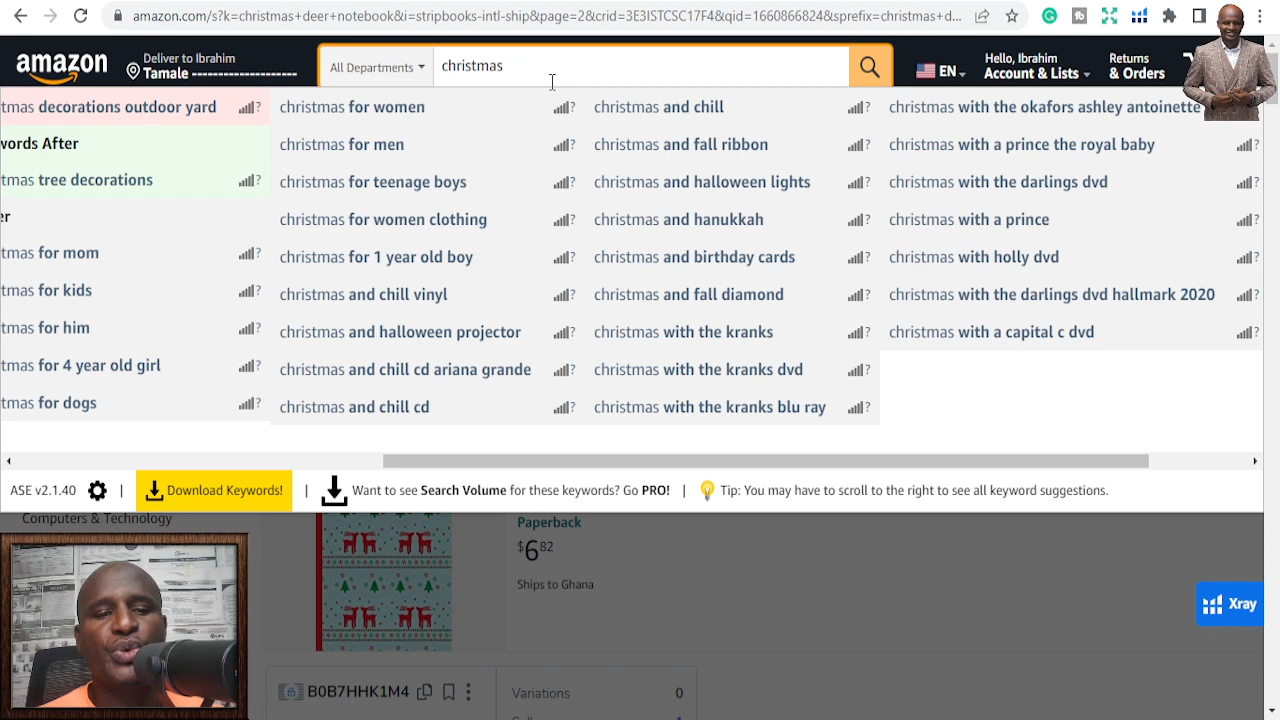 amazon.com/s?k=christmas+deer+notebook&i=stripbooks-intl-ship&page=2&crid=3E3ISTCSC17F4&qid=1660866824&sprefix=christmas+d...
amazon
Deliver to Ibrahim
Tamale
All Departments
christmas
EN
Hello, Ibrahim
Account & Lists
Returns
& Orders
tmas decorations outdoor yard
words After
tmas tree decorations
er
tmas for mom
tmas for kids
tmas for him
tmas for 4 year old girl
tmas for dogs
christmas for women
christmas for men
christmas for teenage boys
christmas for women clothing
christmas for 1 year old boy
christmas and chill vinyl
christmas and halloween projector
christmas and chill cd ariana grande
christmas and chill cd
christmas and chill
christmas and fall ribbon
christmas and halloween lights
christmas and hanukkah
christmas and birthday cards
christmas and fall diamond
christmas with the kranks
christmas with the kranks dvd
christmas with the kranks blu ray
christmas with the okafors ashley antoinette
christmas with a prince the royal baby
christmas with the darlings dvd
christmas with a prince
christmas with holly dvd
christmas with the darlings dvd hallmark 2020
christmas with a capital c dvd
ASE v2.1.40 | Download Keywords! | Want to see Search Volume for these keywords? Go PRO! | Tip: You may have to scroll to the right to see all keyword suggestions.
Computers & Technology
Paperback
$6 82
Ships to Ghana
Xray
B0B7HHK1M4
Variations 0